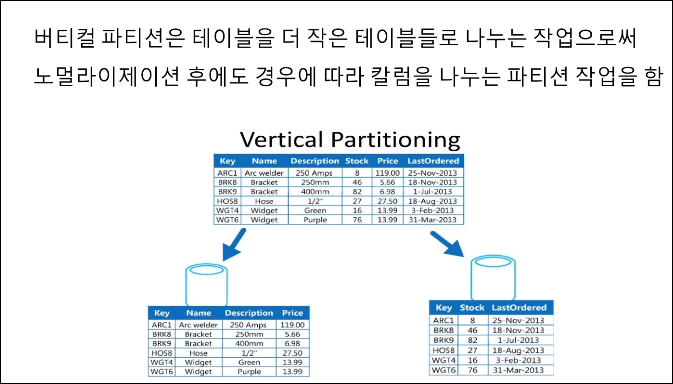 버티컬 파티션은 테이블을 더 작은 테이블들로 나누는 작업으로써
노멀라이제이션 후에도 경우에 따라 칼럼을 나누는 파티션 작업을 함
Vertical Partitioning
Key Name Description Stock Price LastOrdered
ARC1 Arc welder 250 Amps 8 119.00 25-Nov-2013
BRK8 Bracket 250mm 46 5.66 18-Nov-2013
BRK9 Bracket 400mm 82 6.98 1-Jul-2013
HOS8 Hose 1/2" 27 27.50 18-Aug-2013
WGT4 Widget Green 16 13.99 3-Feb-2013
WGT6 Widget Purple 76 13.99 31-Mar-2013
Key Name Description Price
ARC1 Arc welder 250 Amps 119.00
BRK8 Bracket 250mm 5.66
BRK9 Bracket 400mm 6.98
HOS8 Hose 1/2" 27.50
WGT4 Widget Green 13.99
WGT6 Widget Purple 13.99
Key Stock LastOrdered
ARC1 8 25-Nov-2013
BRK8 46 18-Nov-2013
BRK9 82 1-Jul-2013
HOS8 27 18-Aug-2013
WGT4 16 3-Feb-2013
WGT6 76 31-Mar-2013